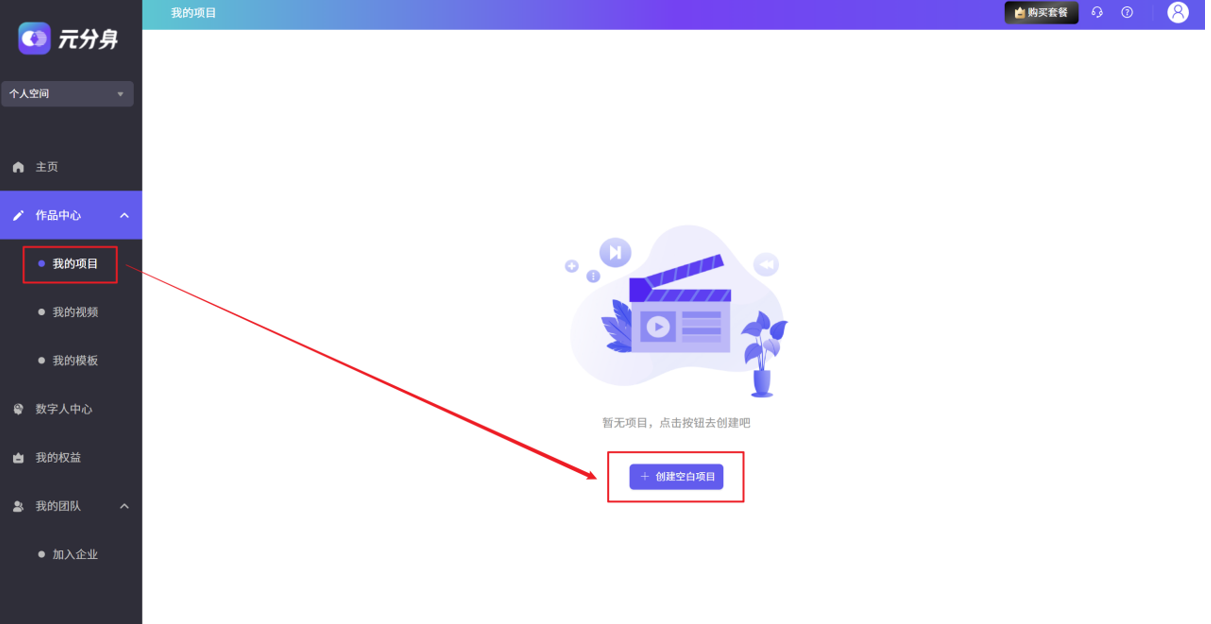 元分身
个人空间
主页
作品中心
我的项目
我的视频
我的模板
数字人中心
我的权益
我的团队
加入企业
我的项目
购买套餐
暂无项目，点击按钮去创建吧
+ 创建空白项目